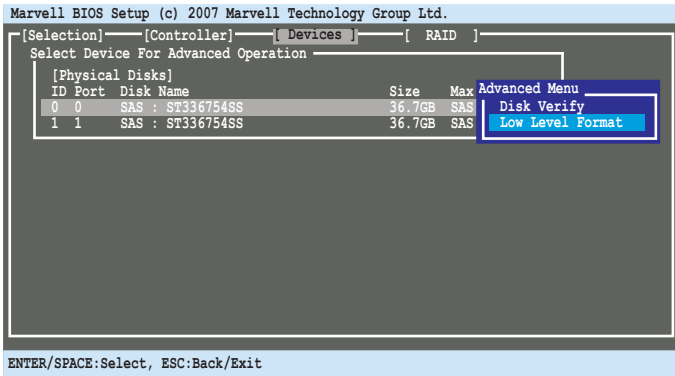 Marvell BIOS Setup (c) 2007 Marvell Technology Group Ltd.
[Selection] [Controller] [ Devices ] [ RAID ]
Select Device For Advanced Operation
[Physical Disks]
ID Port Disk Name Size Max
0 0 SAS : ST336754SS 36.7GB SAS
1 1 SAS : ST336754SS 36.7GB SAS
Advanced Menu
Disk Verify
Low Level Format
ENTER/SPACE:Select, ESC:Back/Exit